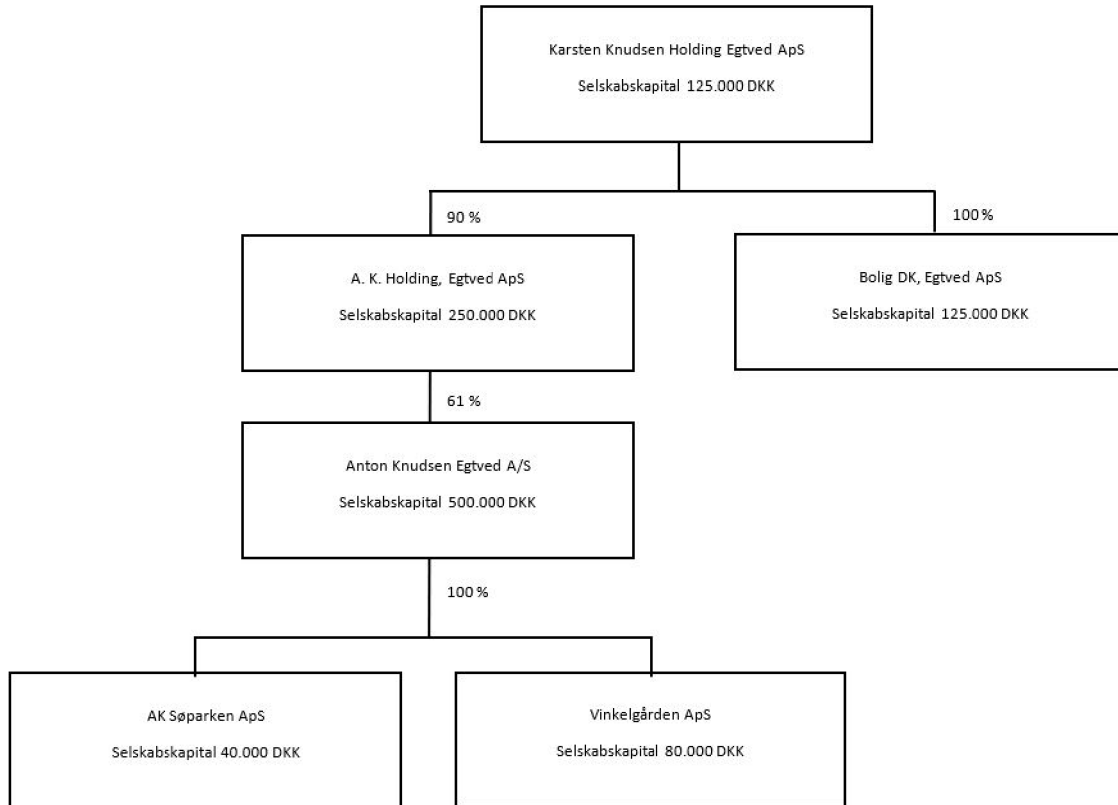 Karsten Knudsen Holding Egtved ApS
Selskabskapital 125.000 DKK
90 %
100 %
A. K. Holding, Egtved ApS
Selskabskapital 250.000 DKK
Bolig DK, Egtved ApS
Selskabskapital 125.000 DKK
61 %
Anton Knudsen Egtved A/S
Selskabskapital 500.000 DKK
100 %
AK Søparken ApS
Selskabskapital 40.000 DKK
Vinkelgården ApS
Selskabskapital 80.000 DKK